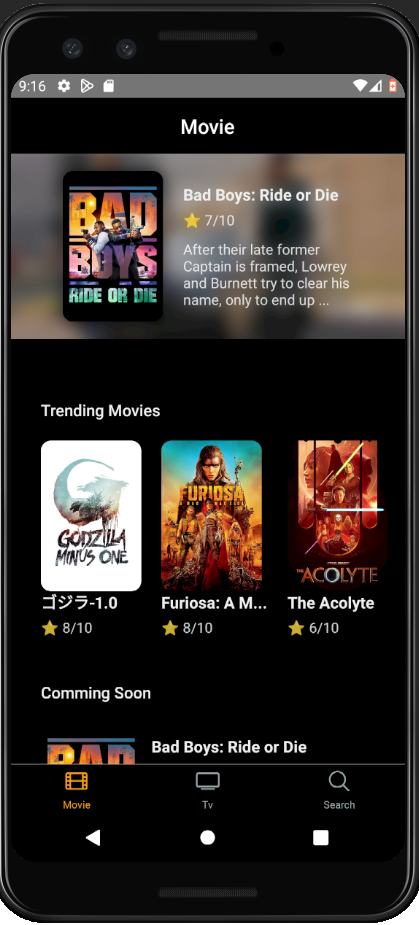 9:16
Movie
BAD
BOYS
RIDE OR DIE
Bad Boys: Ride or Die
7/10
After their late former
Captain is framed, Lowrey
and Burnett try to clear his
name, only to end up ...
Trending Movies
GODZILLA
MINUS ONE
FURIOSA
THE ACOLYTE
ゴジラ-1.0
Furiosa: A M...
The Acolyte
8/10
8/10
6/10
Comming Soon
BAD
Bad Boys: Ride or Die
Movie
Tv
Search